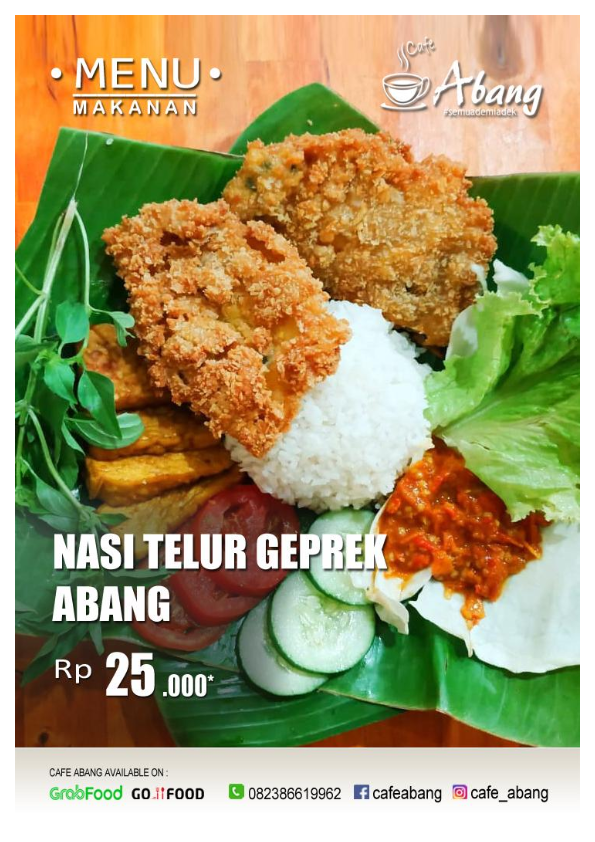 • MENU •
MAKANAN
Cafe
Abang
#semuademiadek
NASI TELUR GEPREK
ABANG
Rp 25.000*
CAFE ABANG AVAILABLE ON :
GrabFood GO FOOD 082386619962 cafeabang cafe_abang